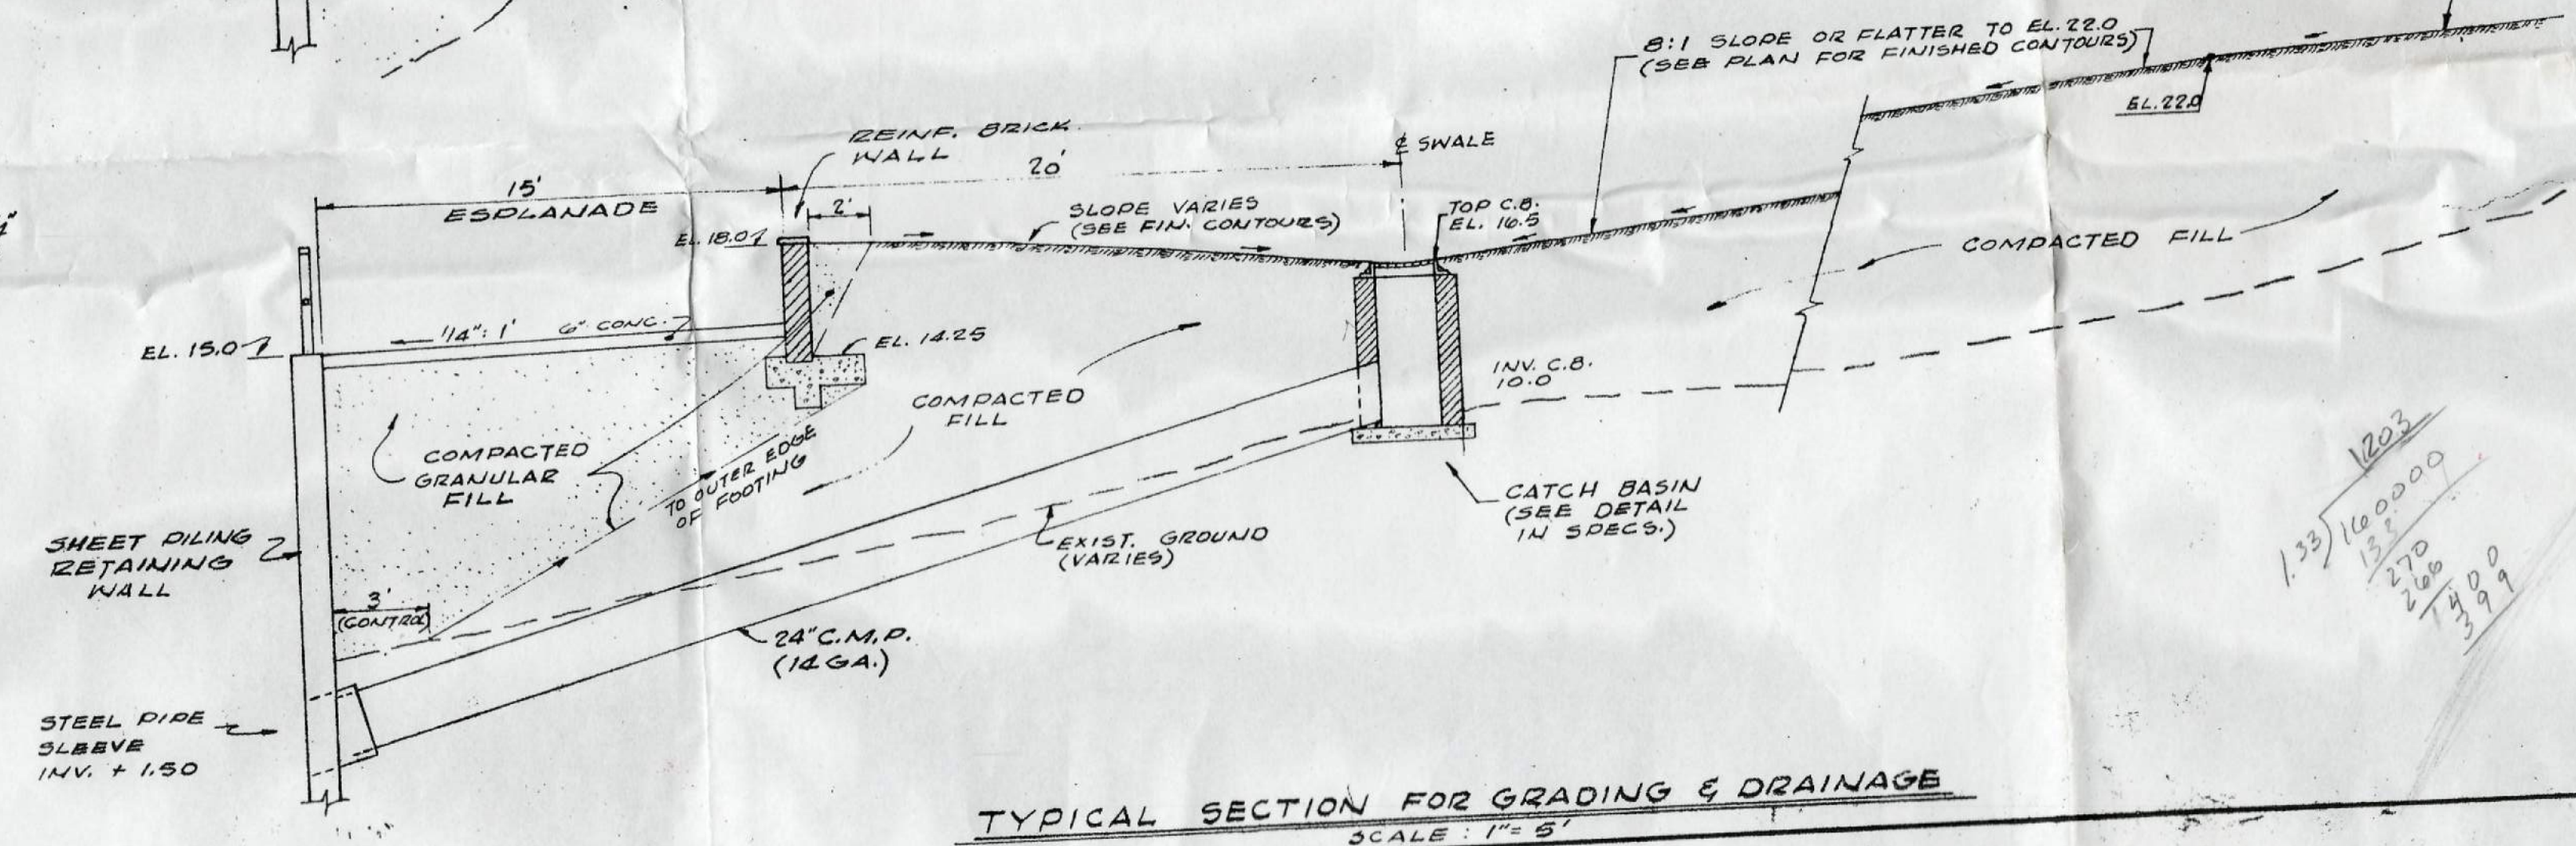 8:1 SLOPE OR FLATTER TO EL. 22.0
(SEE PLAN FOR FINISHED CONTOURS)
EL. 22.0
REINF. BRICK
WALL
20'
℄ SWALE
15'
ESPLANADE
2'
SLOPE VARIES
(SEE FIN. CONTOURS)
TOP C.B.
EL. 16.5
EL. 18.0
COMPACTED FILL
1/4": 1'
6" CONC.
EL. 15.0
EL. 14.25
INV. C.B.
10.0
COMPACTED
FILL
COMPACTED
GRANULAR
FILL
TO OUTER EDGE
OF FOOTING
CATCH BASIN
(SEE DETAIL
IN SPECS.)
EXIST. GROUND
(VARIES)
SHEET PILING
RETAINING
WALL
3'
(CONTROL)
24" C.M.P.
(14 GA.)
STEEL PIPE
SLEEVE
INV. + 1.50
1203
1.33)160.000
133
270
266
400
399
TYPICAL SECTION FOR GRADING & DRAINAGE
SCALE : 1" = 5'